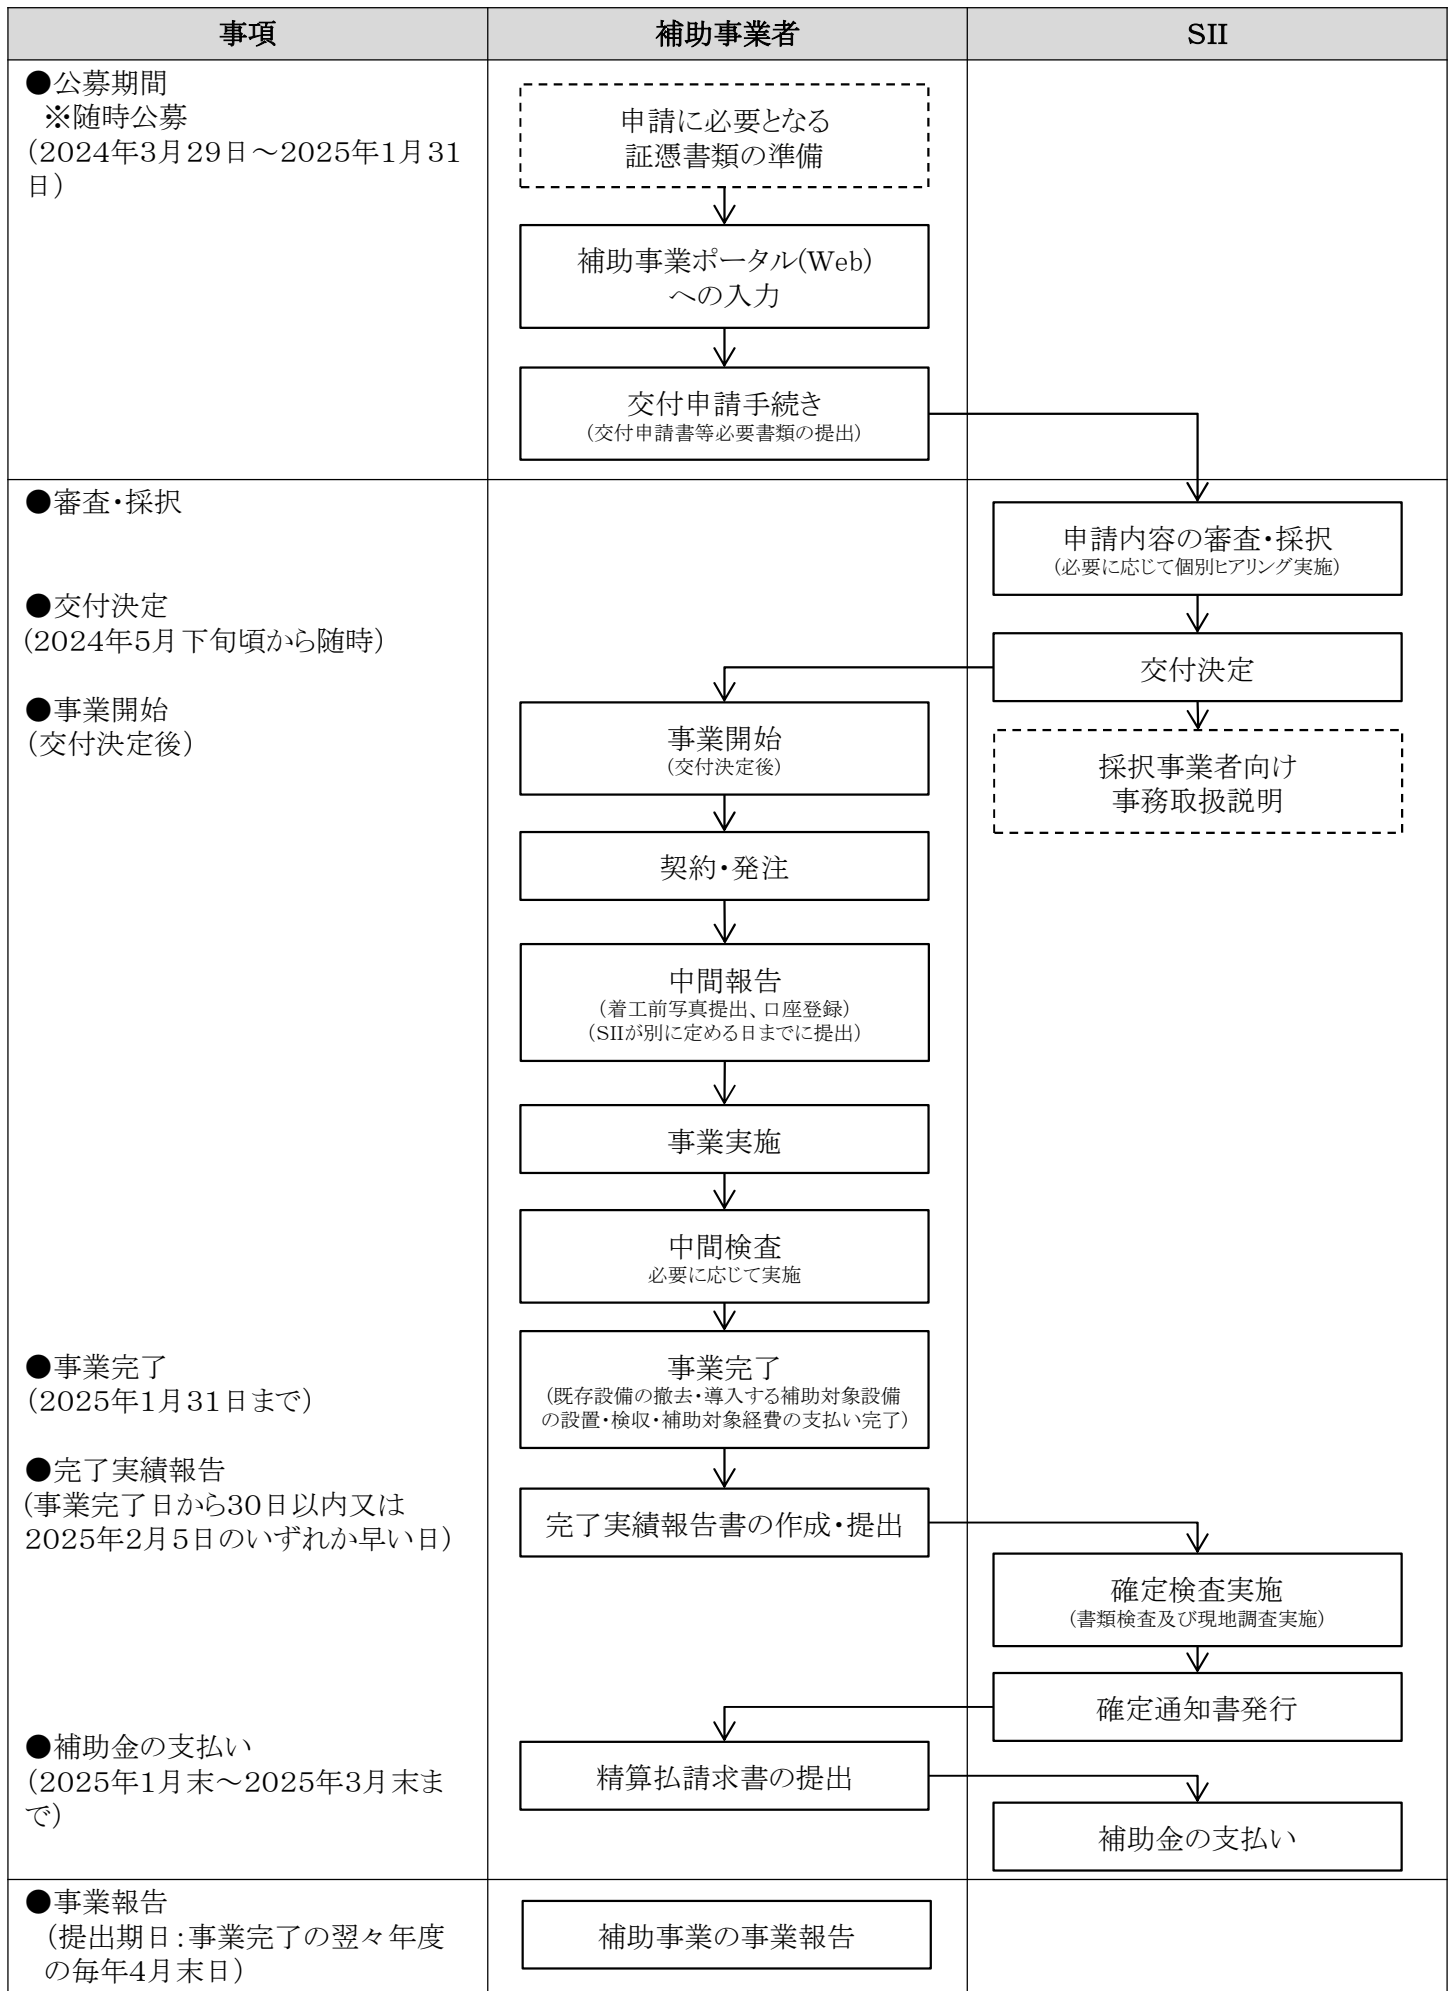 事項
補助事業者
SII
●公募期間
※随時公募
（2024年3月29日～2025年1月31
日）
申請に必要となる
証憑書類の準備
補助事業ポータル(Web)
への入力
交付申請手続き
（交付申請書等必要書類の提出）
●審査・採択
申請内容の審査・採択
（必要に応じて個別ヒアリング実施）
●交付決定
（2024年5月下旬頃から随時）
交付決定
●事業開始
（交付決定後）
事業開始
（交付決定後）
採択事業者向け
事務取扱説明
契約・発注
中間報告
（着工前写真提出、口座登録）
（SIIが別に定める日までに提出）
事業実施
中間検査
必要に応じて実施
●事業完了
（2025年1月31日まで）
事業完了
（既存設備の撤去・導入する補助対象設備
の設置・検収・補助対象経費の支払い完了）
●完了実績報告
（事業完了日から30日以内又は
2025年2月5日のいずれか早い日）
完了実績報告書の作成・提出
確定検査実施
（書類検査及び現地調査実施）
確定通知書発行
●補助金の支払い
（2025年1月末～2025年3月末ま
で）
精算払請求書の提出
補助金の支払い
●事業報告
（提出期日：事業完了の翌々年度
の毎年4月末日）
補助事業の事業報告